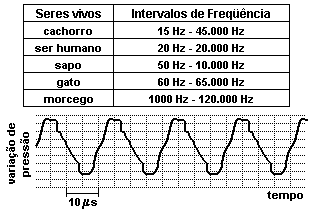 Seres vivos Intervalos de Freqüência
cachorro 15 Hz - 45.000 Hz
ser humano 20 Hz - 20.000 Hz
sapo 50 Hz - 10.000 Hz
gato 60 Hz - 65.000 Hz
morcego 1000 Hz - 120.000 Hz
variação de
pressão
10 μs
tempo